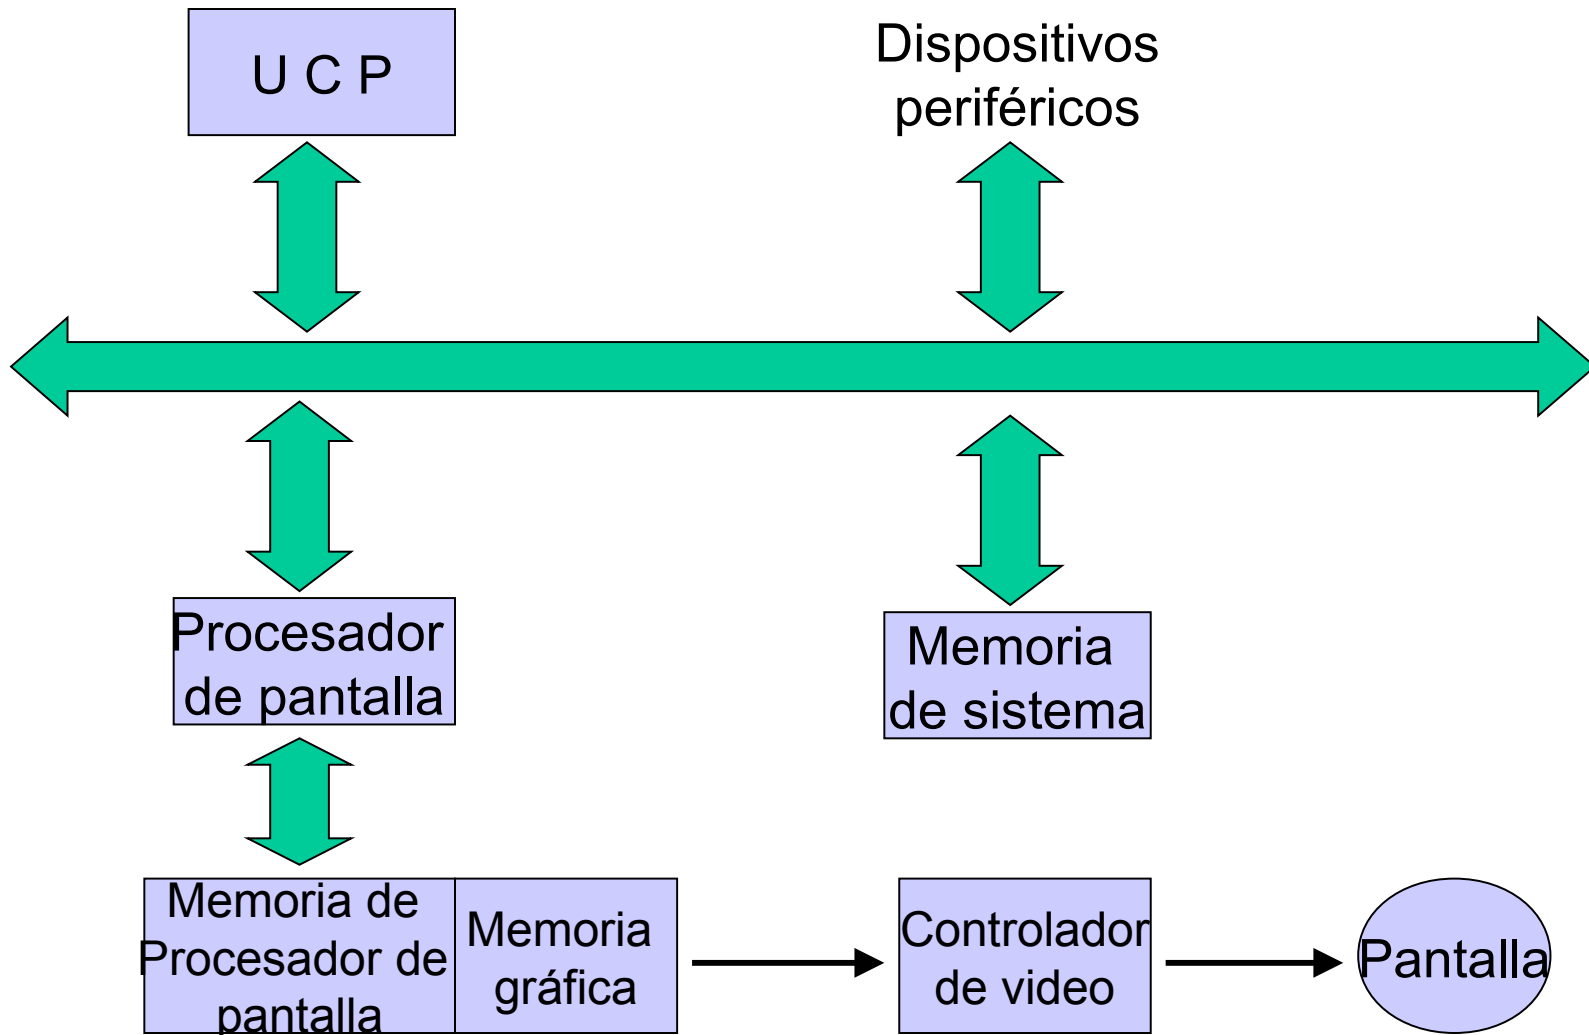 U C P
Dispositivos
periféricos
Procesador
de pantalla
Memoria
de sistema
Memoria de
Procesador de
pantalla
Memoria
gráfica
Controlador
de video
Pantalla